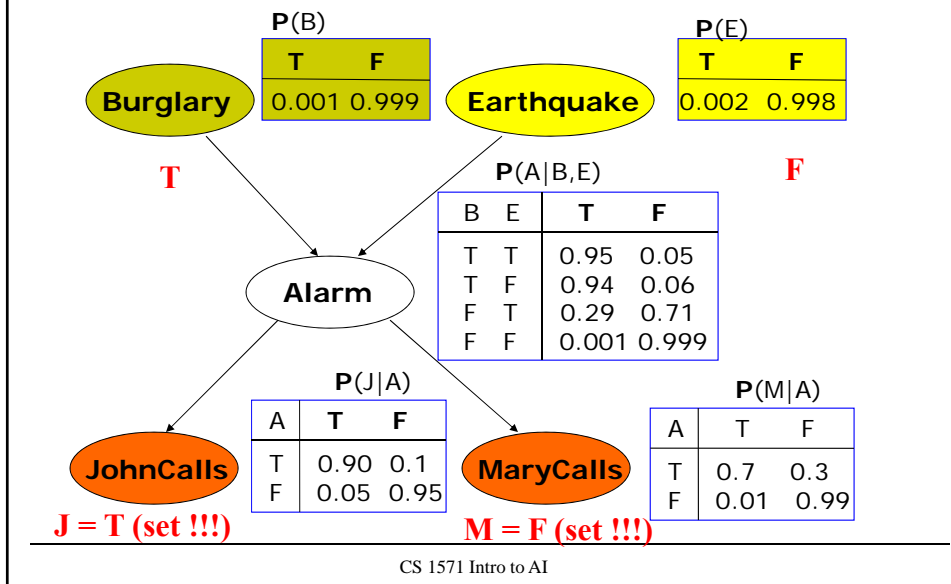 P(B)
T F
0.001 0.999
Burglary
T
P(E)
T F
0.002 0.998
Earthquake
F
P(A|B,E)
B E T F
T T 0.95 0.05
T F 0.94 0.06
F T 0.29 0.71
F F 0.001 0.999
Alarm
P(J|A)
A T F
T 0.90 0.1
F 0.05 0.95
JohnCalls
J = T (set !!!)
P(M|A)
A T F
T 0.7 0.3
F 0.01 0.99
MaryCalls
M = F (set !!!)
CS 1571 Intro to AI